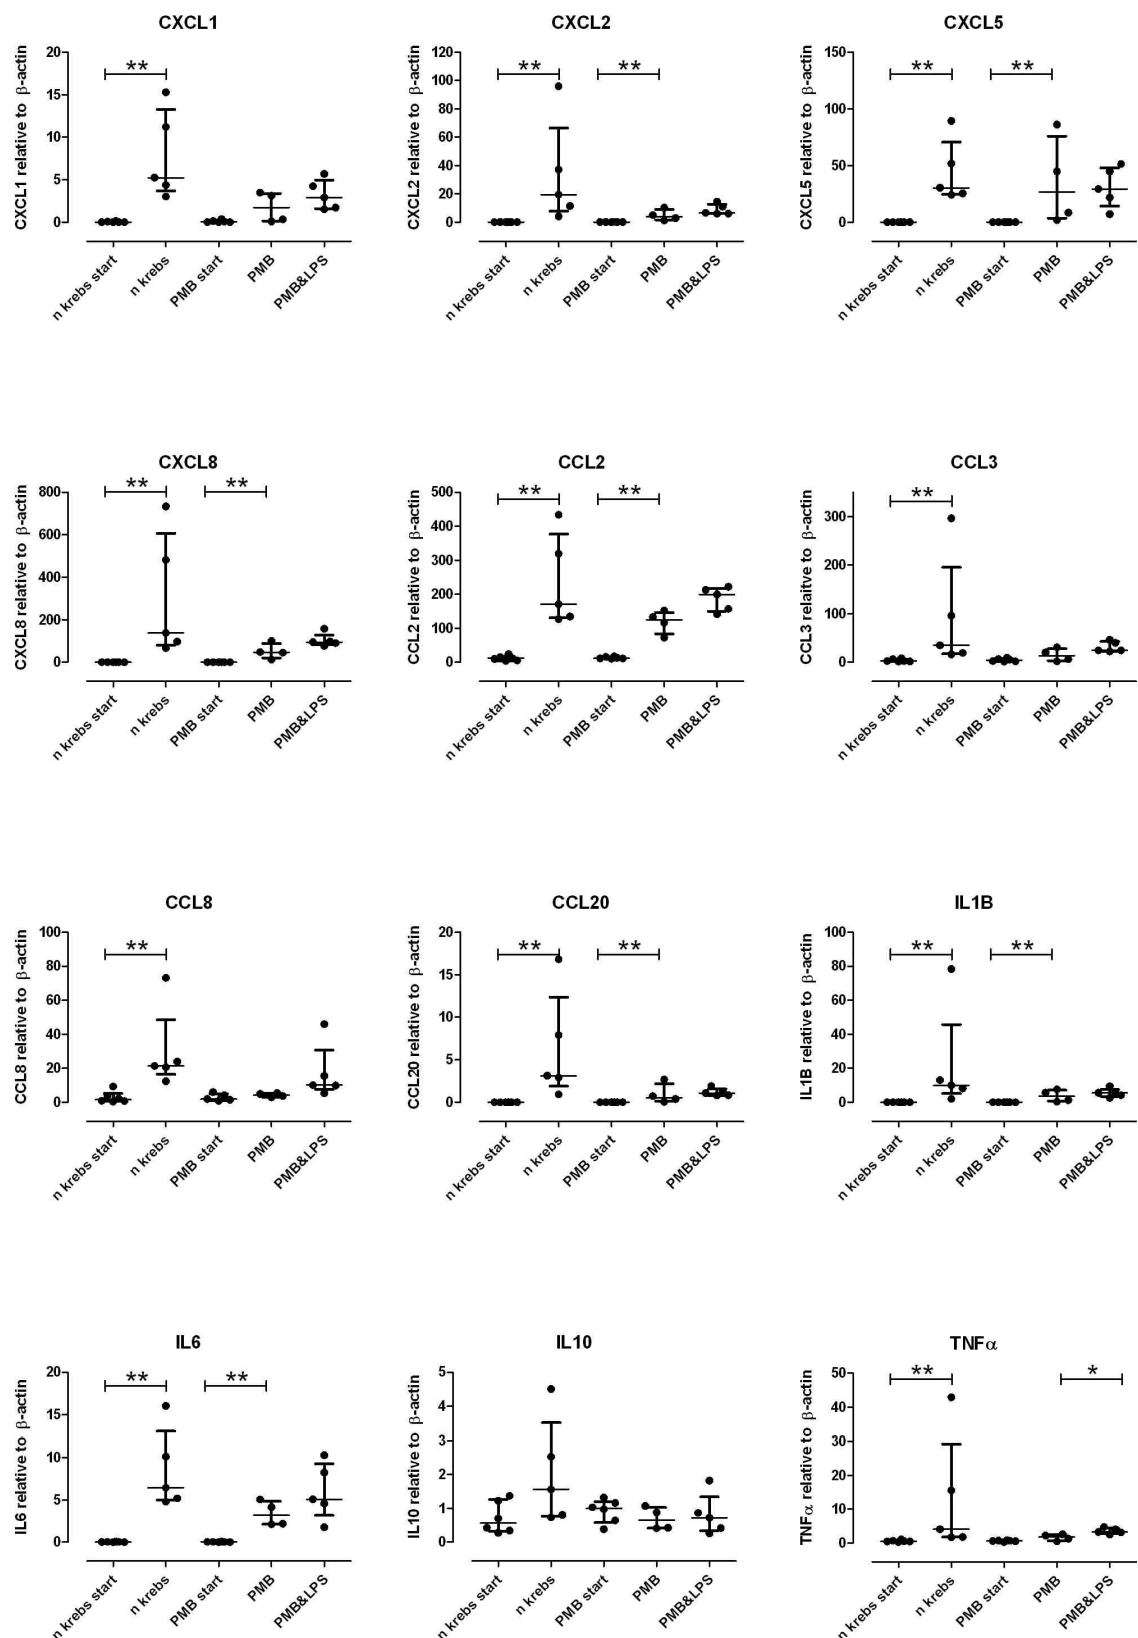 CXCL1
CXCL1 relative to β-actin
20
15
10
5
0
**
n krebs start
n krebs
PMB start
PMB
PMB&LPS
CXCL2
CXCL2 relative to β-actin
120
100
80
60
40
20
0
**
**
n krebs start
n krebs
PMB start
PMB
PMB&LPS
CXCL5
CXCL5 relative to β-actin
150
100
50
0
**
**
n krebs start
n krebs
PMB start
PMB
PMB&LPS
CXCL8
CXCL8 relative to β-actin
800
600
400
200
0
**
**
n krebs start
n krebs
PMB start
PMB
PMB&LPS
CCL2
CCL2 relative to β-actin
500
400
300
200
100
0
**
**
n krebs start
n krebs
PMB start
PMB
PMB&LPS
CCL3
CCL3 relaitve to β-actin
300
200
100
0
**
n krebs start
n krebs
PMB start
PMB
PMB&LPS
CCL8
CCL8 relative to β-actin
100
80
60
40
20
0
**
n krebs start
n krebs
PMB start
PMB
PMB&LPS
CCL20
CCL20 relative to β-actin
20
15
10
5
0
**
**
n krebs start
n krebs
PMB start
PMB
PMB&LPS
IL1B
IL1B relative to β-actin
100
80
60
40
20
0
**
**
n krebs start
n krebs
PMB start
PMB
PMB&LPS
IL6
IL6 relative to β-actin
20
15
10
5
0
**
**
n krebs start
n krebs
PMB start
PMB
PMB&LPS
IL10
IL10 relative to β-actin
5
4
3
2
1
0
n krebs start
n krebs
PMB start
PMB
PMB&LPS
TNFα
TNFα relative to β-actin
50
40
30
20
10
0
**
*
n krebs start
n krebs
PMB start
PMB
PMB&LPS